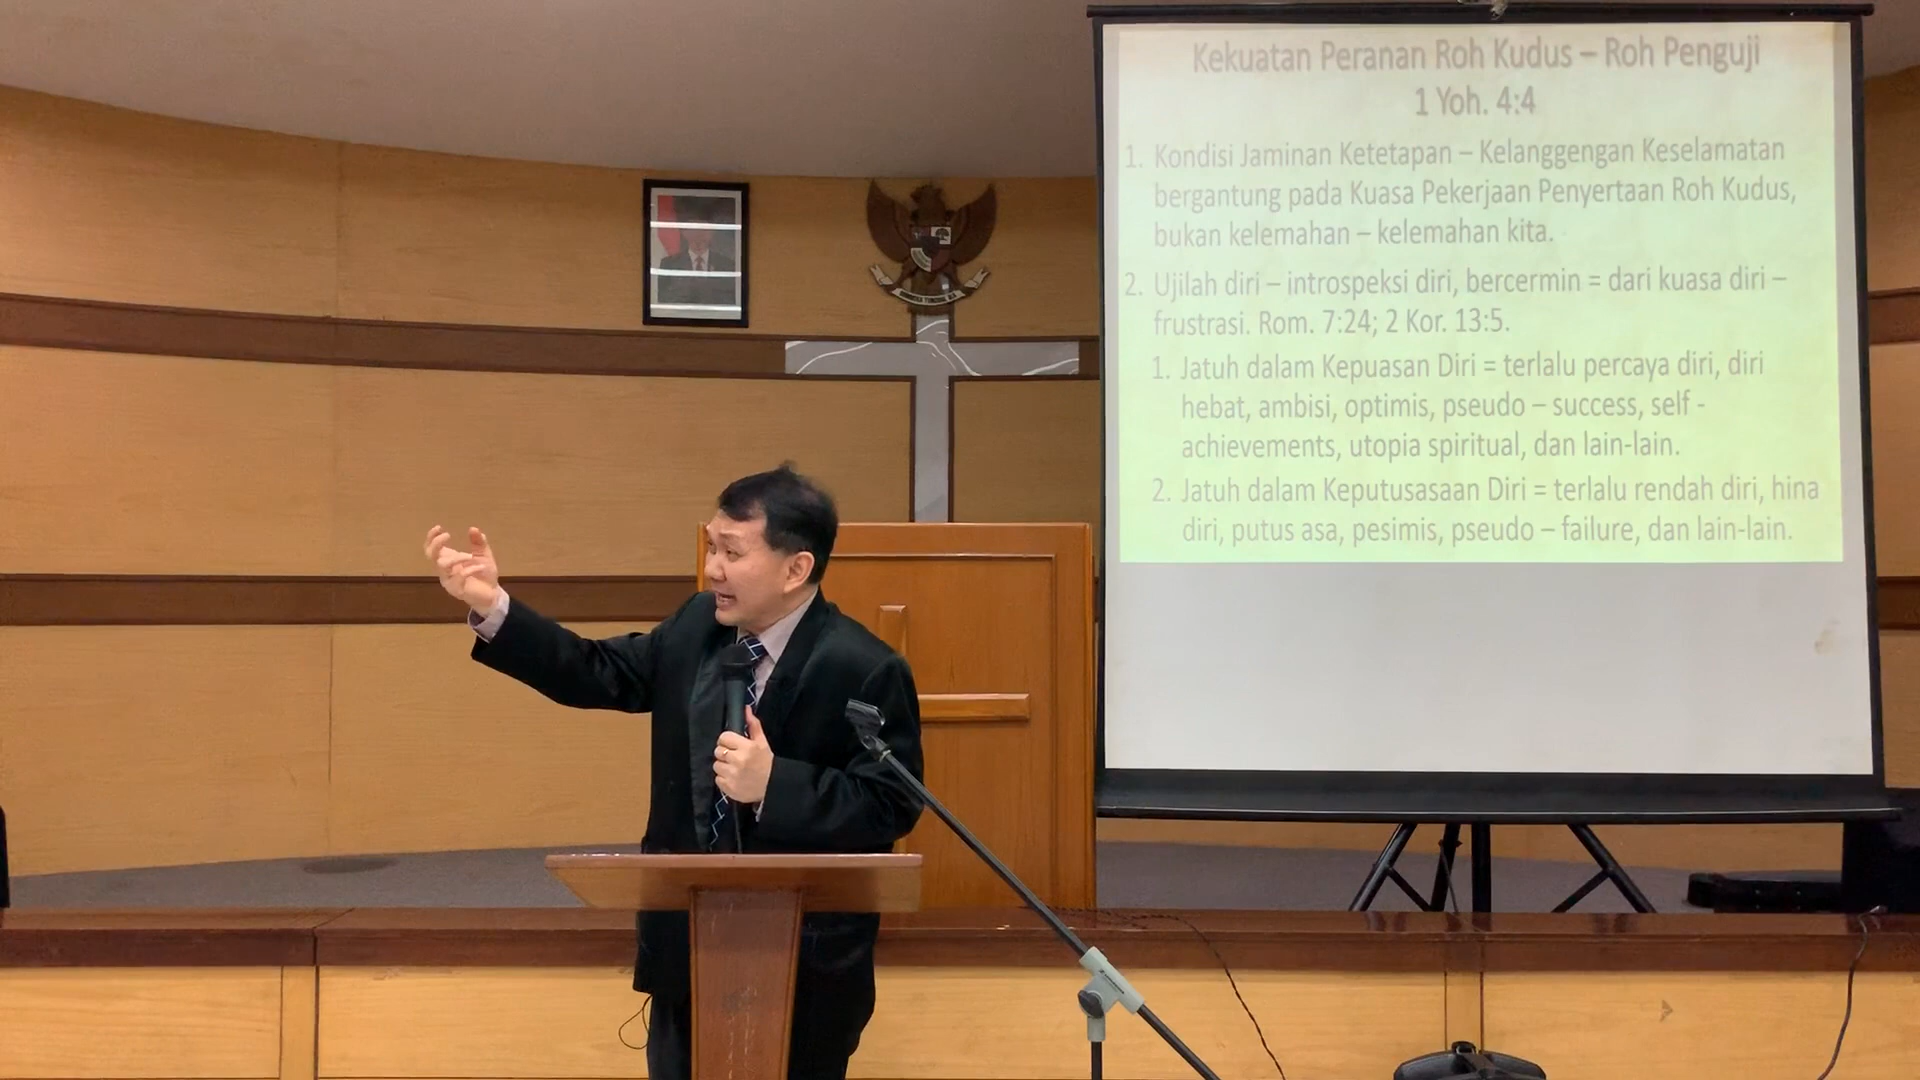 Kekuatan Peranan Roh Kudus – Roh Penguji
1 Yoh. 4:4
1. Kondisi Jaminan Ketetapan – Kelanggengan Keselamatan
bergantung pada Kuasa Pekerjaan Penyertaan Roh Kudus,
bukan kelemahan – kelemahan kita.
2. Ujilah diri – introspeksi diri, bercermin = dari kuasa diri –
frustrasi. Rom. 7:24; 2 Kor. 13:5.
1. Jatuh dalam Kepuasan Diri = terlalu percaya diri, diri
hebat, ambisi, optimis, pseudo – success, self -
achievements, utopia spiritual, dan lain-lain.
2. Jatuh dalam Keputusasaan Diri = terlalu rendah diri, hina
diri, putus asa, pesimis, pseudo – failure, dan lain-lain.
BHINNEKA TUNGGAL IKA